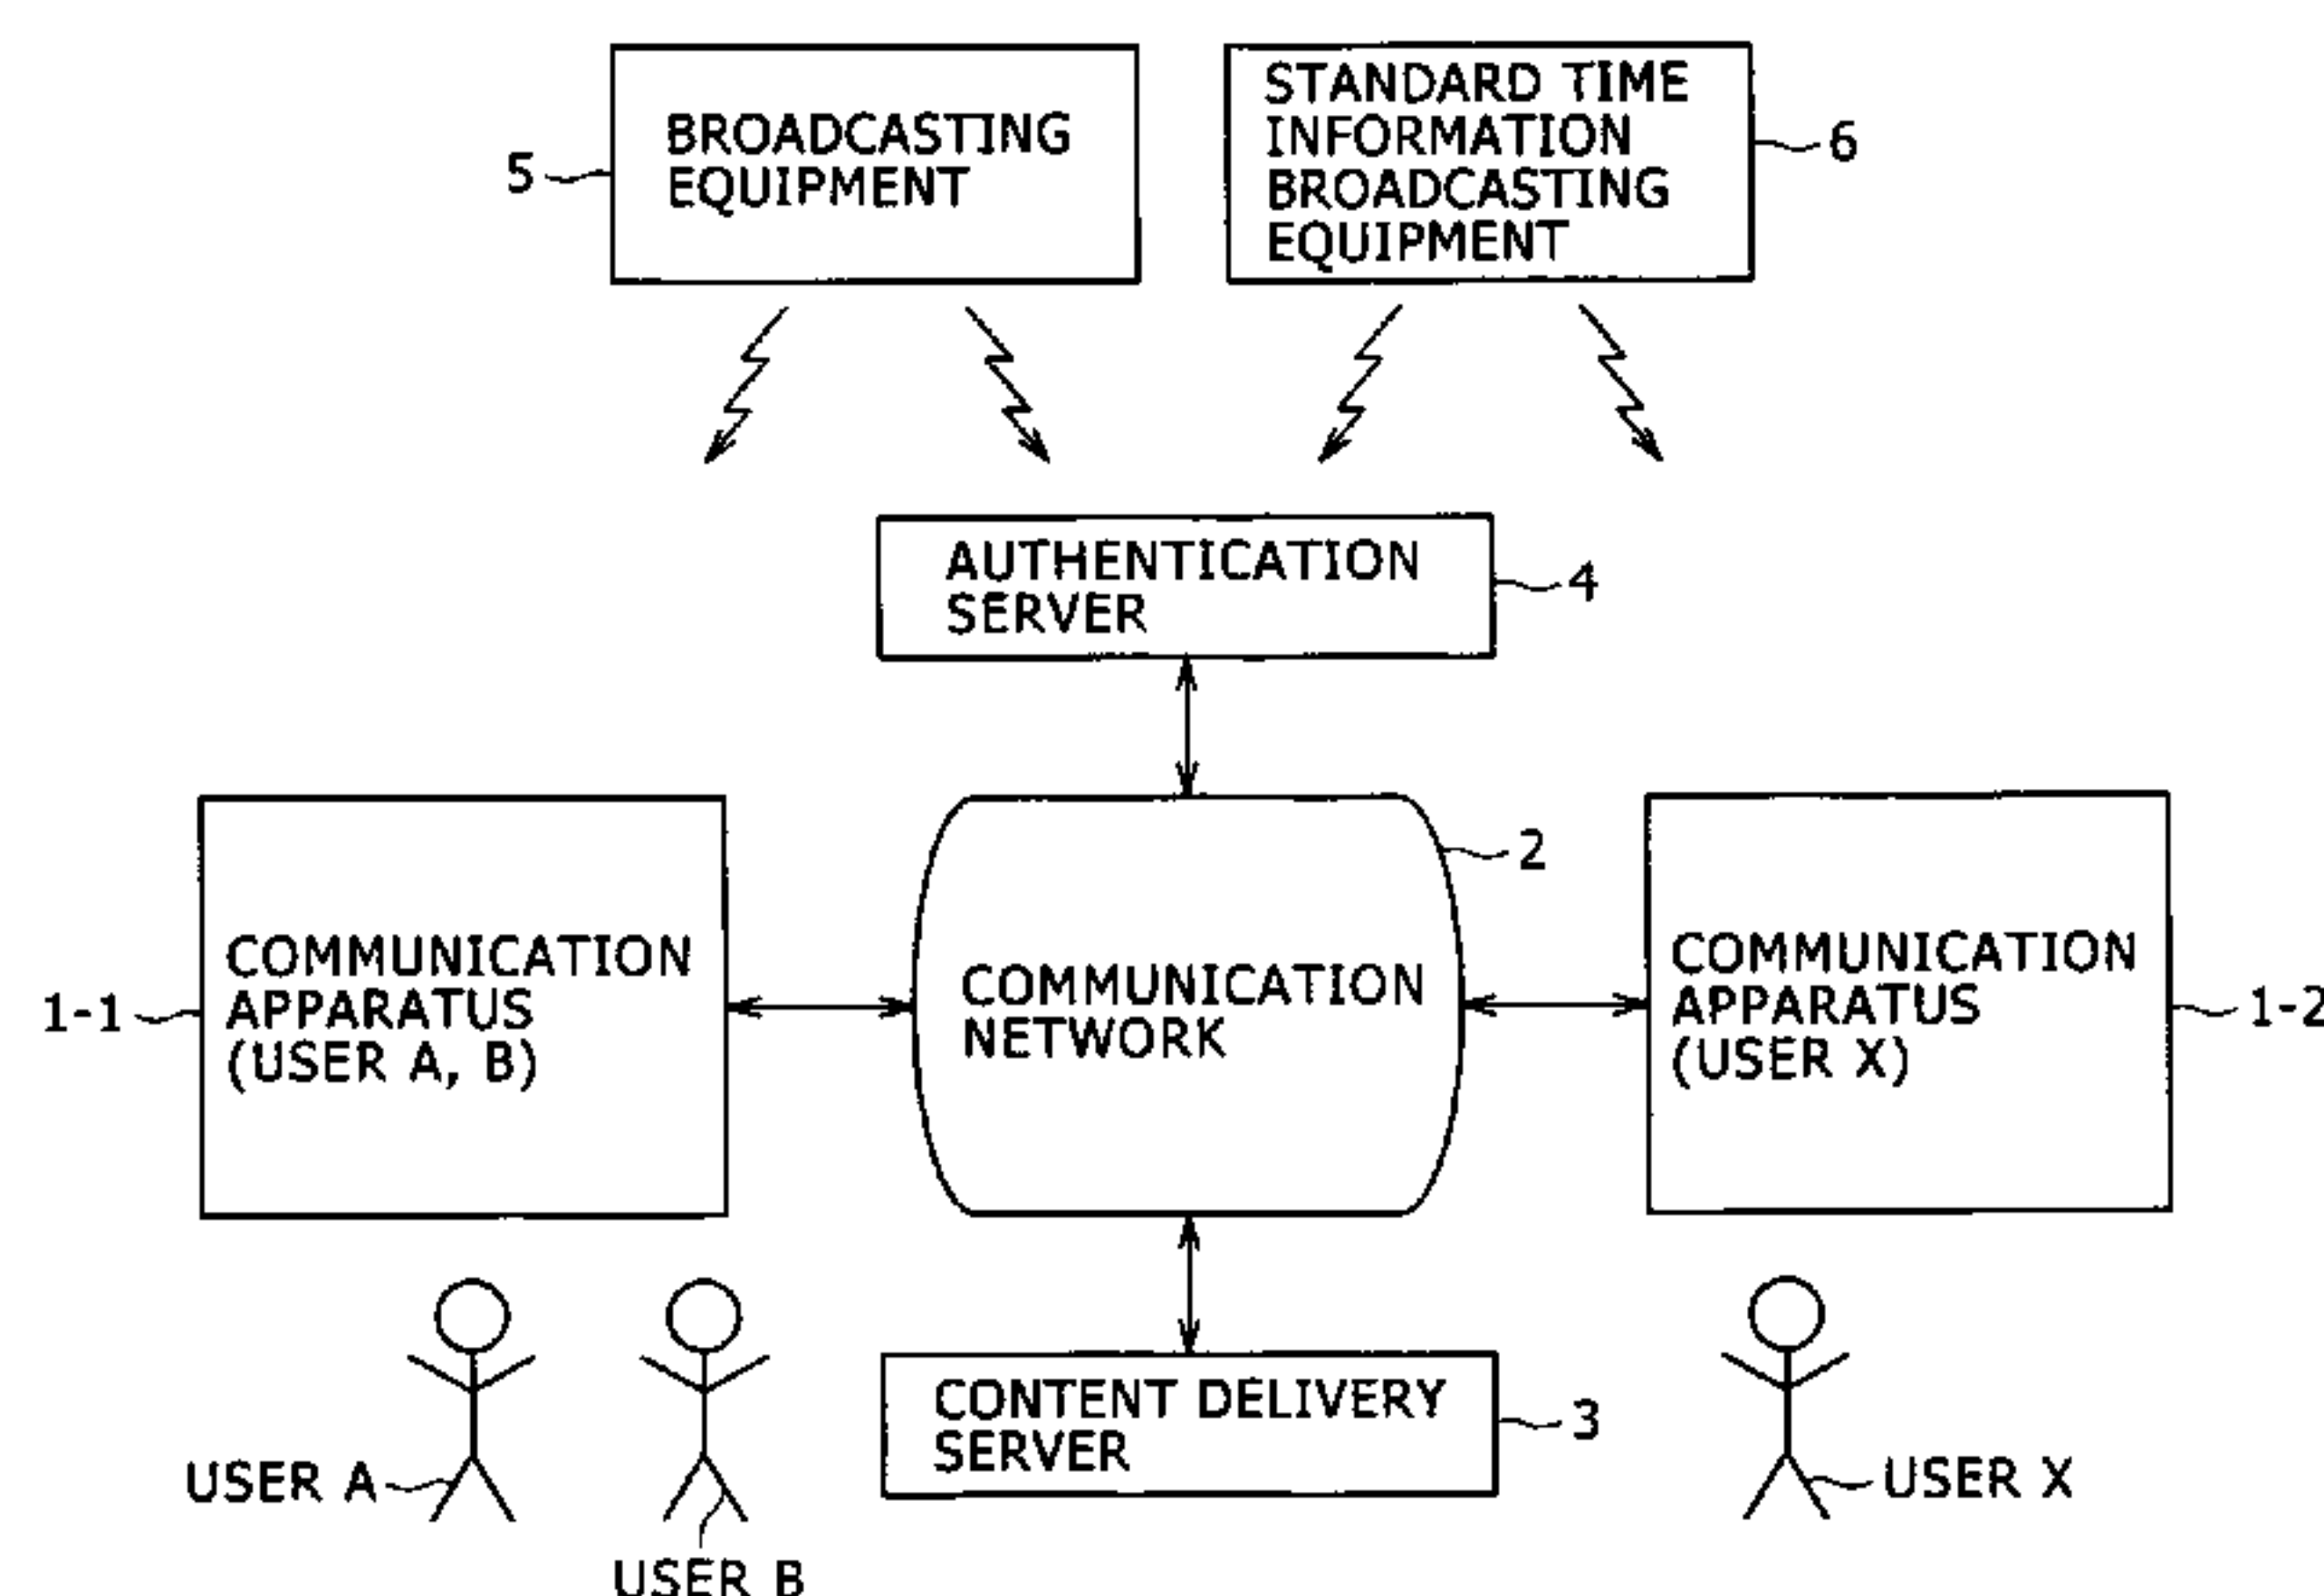 5
BROADCASTING
EQUIPMENT
STANDARD TIME
INFORMATION
BROADCASTING
EQUIPMENT
6
AUTHENTICATION
SERVER
4
1-1
COMMUNICATION
APPARATUS
(USER A, B)
COMMUNICATION
NETWORK
2
COMMUNICATION
APPARATUS
(USER X)
1-2
USER A
USER B
CONTENT DELIVERY
SERVER
3
USER X